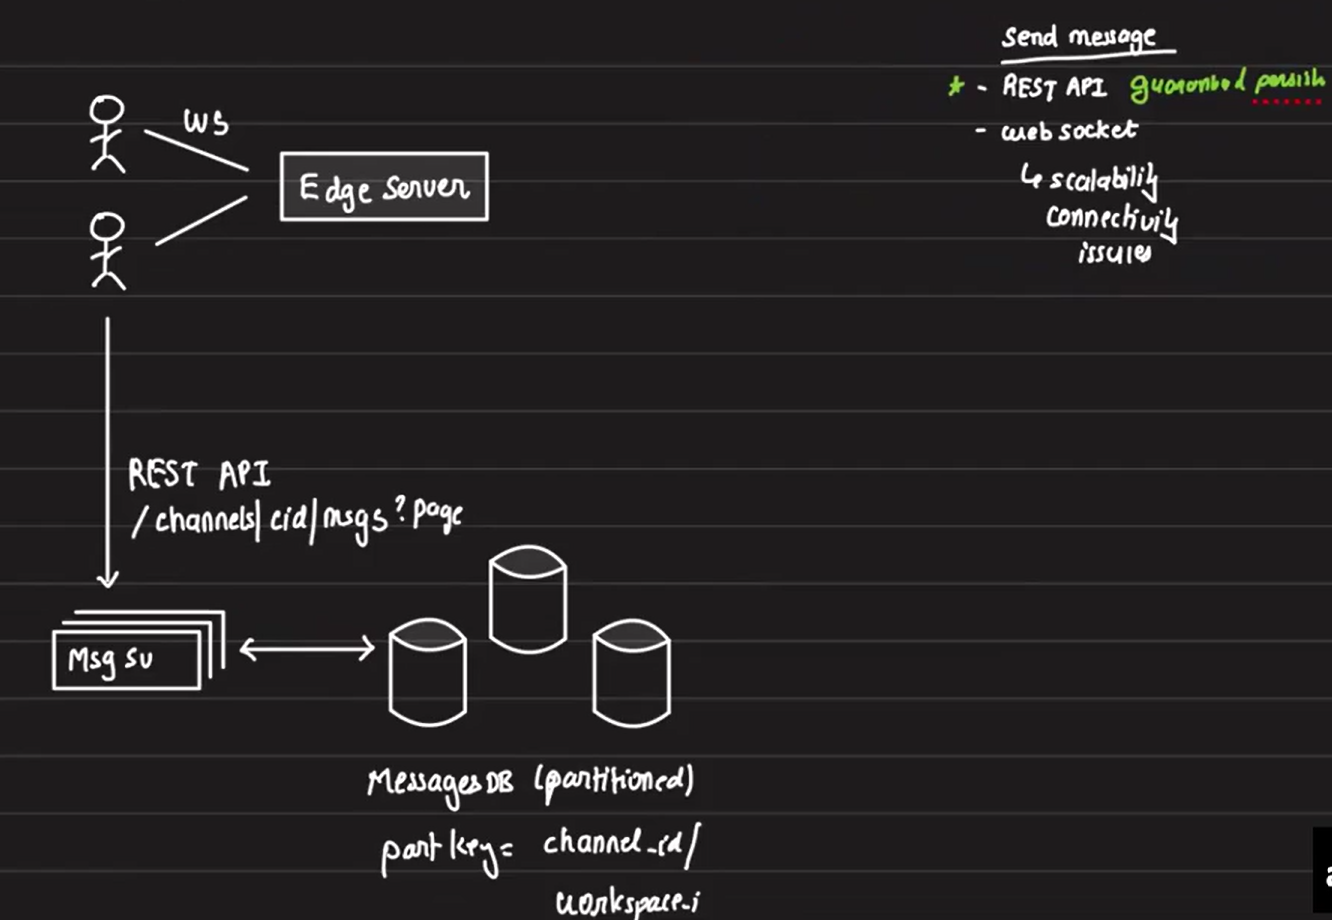 Send message
* - REST API guaranteed persist
- web socket
↳ scalability
connectivity
issues
WS
Edge Server
REST API
/channels/cid/msgs?page
Msg Sv
Messages DB (partitioned)
part key = channel_id/
workspace_i